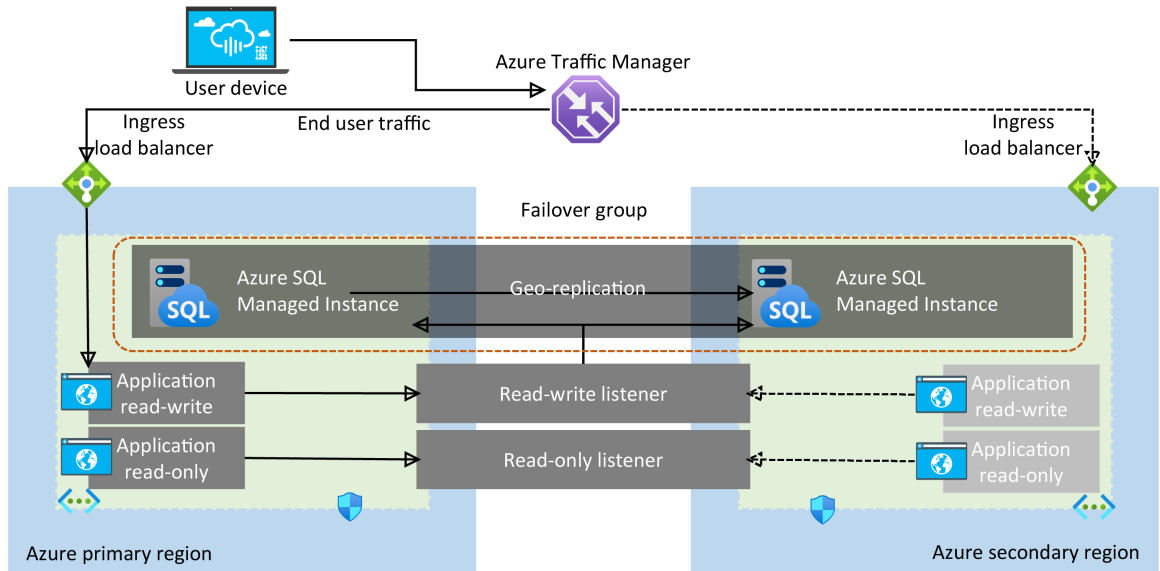 Azure Traffic Manager
User device
End user traffic
Ingress
load balancer
Ingress
load balancer
Failover group
Azure SQL
Managed Instance
SQL
Geo-replication
Azure SQL
Managed Instance
SQL
Application
read-write
Read-write listener
Application
read-write
Application
read-only
Read-only listener
Application
read-only
Azure primary region
Azure secondary region